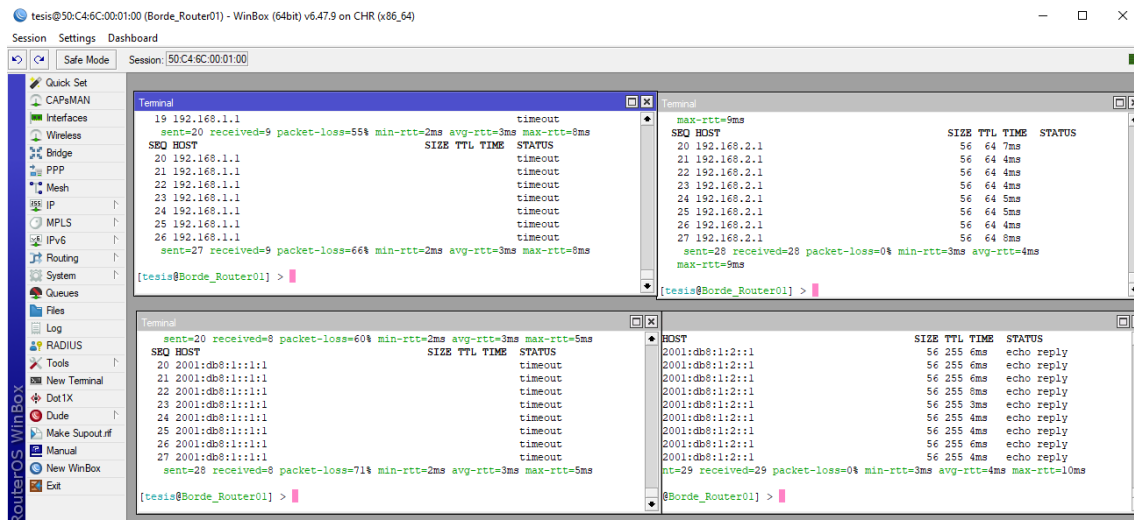 tesis@50:C4:6C:00:01:00 (Borde_Router01) - WinBox (64bit) v6.47.9 on CHR (x86_64)
Session Settings Dashboard
Safe Mode Session: 50:C4:6C:00:01:00
Quick Set
CAPsMAN
Interfaces
Wireless
Bridge
PPP
Mesh
IP
MPLS
IPv6
Routing
System
Queues
Files
Log
RADIUS
Tools
New Terminal
Dot1X
Dude
Make Supout.rif
Manual
New WinBox
Exit
RouterOS WinBox
Terminal
19 192.168.1.1 timeout
sent=20 received=9 packet-loss=55% min-rtt=2ms avg-rtt=3ms max-rtt=8ms
SEQ HOST SIZE TTL TIME STATUS
20 192.168.1.1 timeout
21 192.168.1.1 timeout
22 192.168.1.1 timeout
23 192.168.1.1 timeout
24 192.168.1.1 timeout
25 192.168.1.1 timeout
26 192.168.1.1 timeout
sent=27 received=9 packet-loss=66% min-rtt=2ms avg-rtt=3ms max-rtt=8ms
[tesis@Borde_Router01] >
Terminal
max-rtt=9ms
SEQ HOST SIZE TTL TIME STATUS
20 192.168.2.1 56 64 7ms
21 192.168.2.1 56 64 4ms
22 192.168.2.1 56 64 4ms
23 192.168.2.1 56 64 4ms
24 192.168.2.1 56 64 5ms
25 192.168.2.1 56 64 5ms
26 192.168.2.1 56 64 4ms
27 192.168.2.1 56 64 8ms
sent=28 received=28 packet-loss=0% min-rtt=3ms avg-rtt=4ms
max-rtt=9ms
[tesis@Borde_Router01] >
Terminal
sent=20 received=8 packet-loss=60% min-rtt=2ms avg-rtt=3ms max-rtt=5ms
SEQ HOST SIZE TTL TIME STATUS
20 2001:db8:1::1:1 timeout
21 2001:db8:1::1:1 timeout
22 2001:db8:1::1:1 timeout
23 2001:db8:1::1:1 timeout
24 2001:db8:1::1:1 timeout
25 2001:db8:1::1:1 timeout
26 2001:db8:1::1:1 timeout
27 2001:db8:1::1:1 timeout
sent=28 received=8 packet-loss=71% min-rtt=2ms avg-rtt=3ms max-rtt=5ms
[tesis@Borde_Router01] >
HOST SIZE TTL TIME STATUS
2001:db8:1:2::1 56 255 6ms echo reply
2001:db8:1:2::1 56 255 6ms echo reply
2001:db8:1:2::1 56 255 8ms echo reply
2001:db8:1:2::1 56 255 3ms echo reply
2001:db8:1:2::1 56 255 4ms echo reply
2001:db8:1:2::1 56 255 4ms echo reply
2001:db8:1:2::1 56 255 6ms echo reply
2001:db8:1:2::1 56 255 4ms echo reply
2001:db8:1:2::1 56 255 4ms echo reply
nt=29 received=29 packet-loss=0% min-rtt=3ms avg-rtt=4ms max-rtt=10ms
@Borde_Router01] >